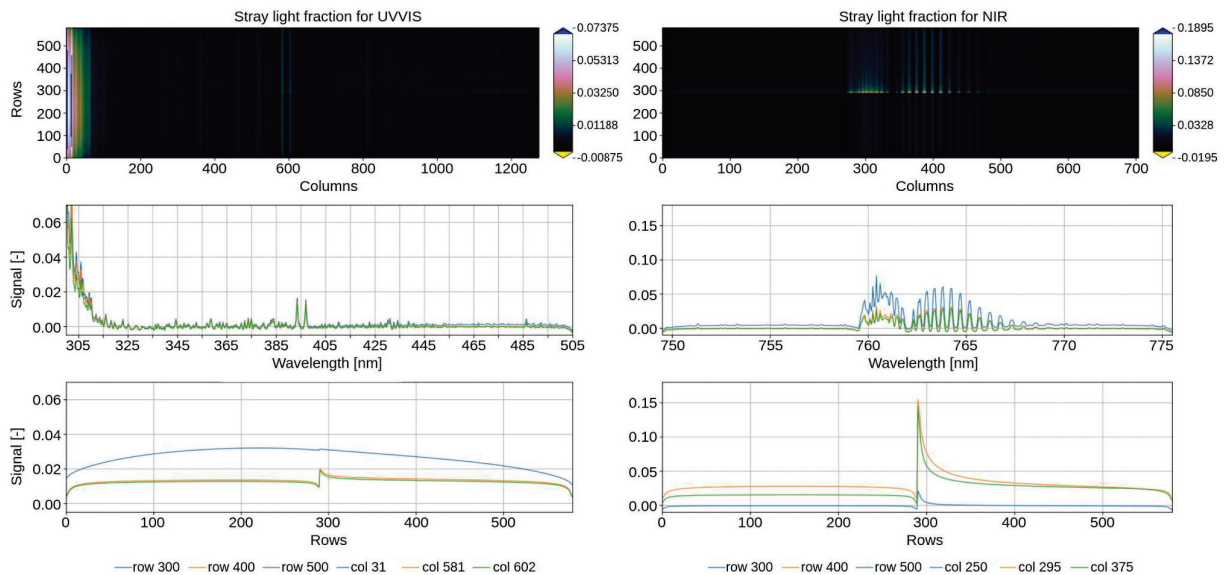 Stray light fraction for UVVIS
Rows
500
400
300
200
100
0
0 200 400 600 800 1000 1200
Columns
-0.07375
-0.05313
-0.03250
-0.01188
-0.00875
Stray light fraction for NIR
500
400
300
200
100
0
0 100 200 300 400 500 600 700
Columns
-0.1895
-0.1372
-0.0850
-0.0328
-0.0195
Signal [-]
0.06
0.04
0.02
0.00
305 325 345 365 385 405 425 445 465 485 505
Wavelength [nm]
0.15
0.10
0.05
0.00
750 755 760 765 770 775
Wavelength [nm]
Signal [-]
0.06
0.04
0.02
0.00
0 100 200 300 400 500
Rows
0.15
0.10
0.05
0.00
0 100 200 300 400 500
Rows
row 300 row 400 row 500 col 31 col 581 col 602
row 300 row 400 row 500 col 250 col 295 col 375